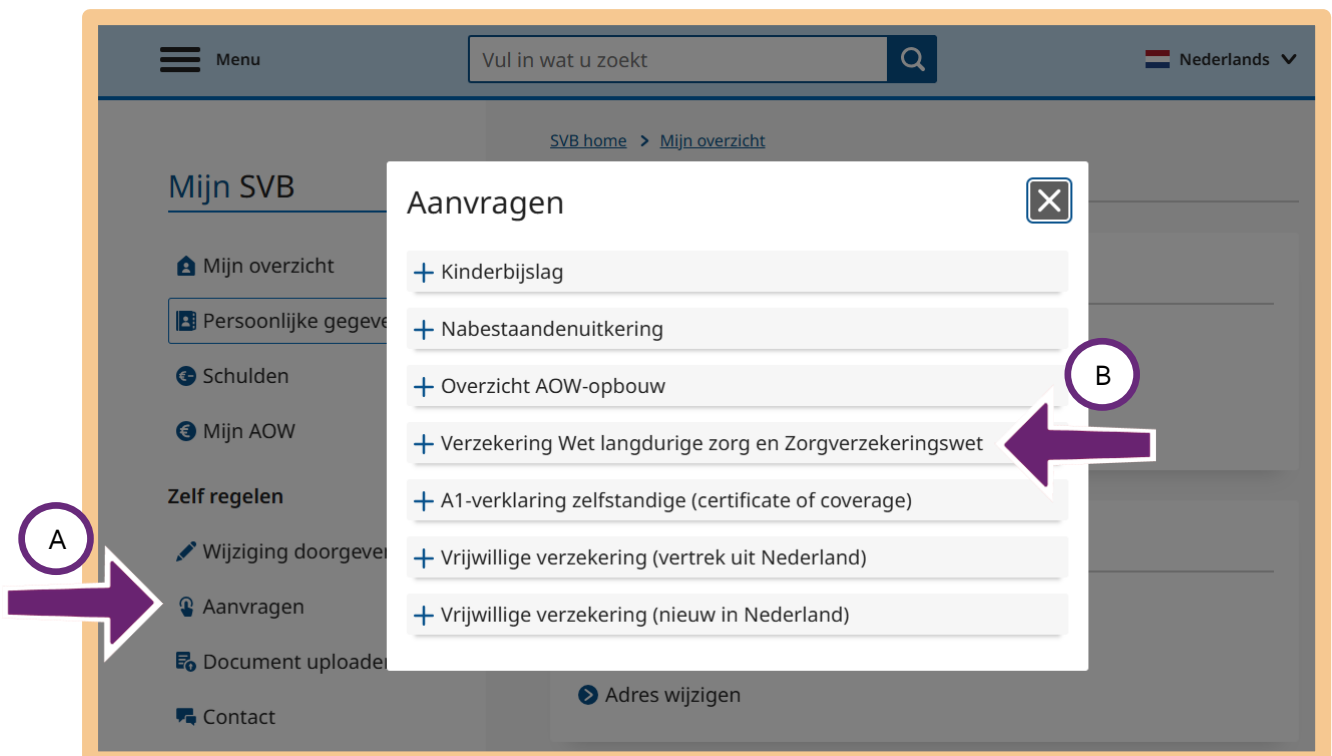 Menu
Vul in wat u zoekt
Nederlands
SVB home > Mijn overzicht
Mijn SVB
Mijn overzicht
Persoonlijke gegeve
Schulden
Mijn AOW
Zelf regelen
Wijziging doorgeve
Aanvragen
Document uploade
Contact
A
Aanvragen
Kinderbijslag
Nabestaandenuitkering
Overzicht AOW-opbouw
Verzekering Wet langdurige zorg en Zorgverzekeringswet
A1-verklaring zelfstandige (certificate of coverage)
Vrijwillige verzekering (vertrek uit Nederland)
Vrijwillige verzekering (nieuw in Nederland)
B
Adres wijzigen